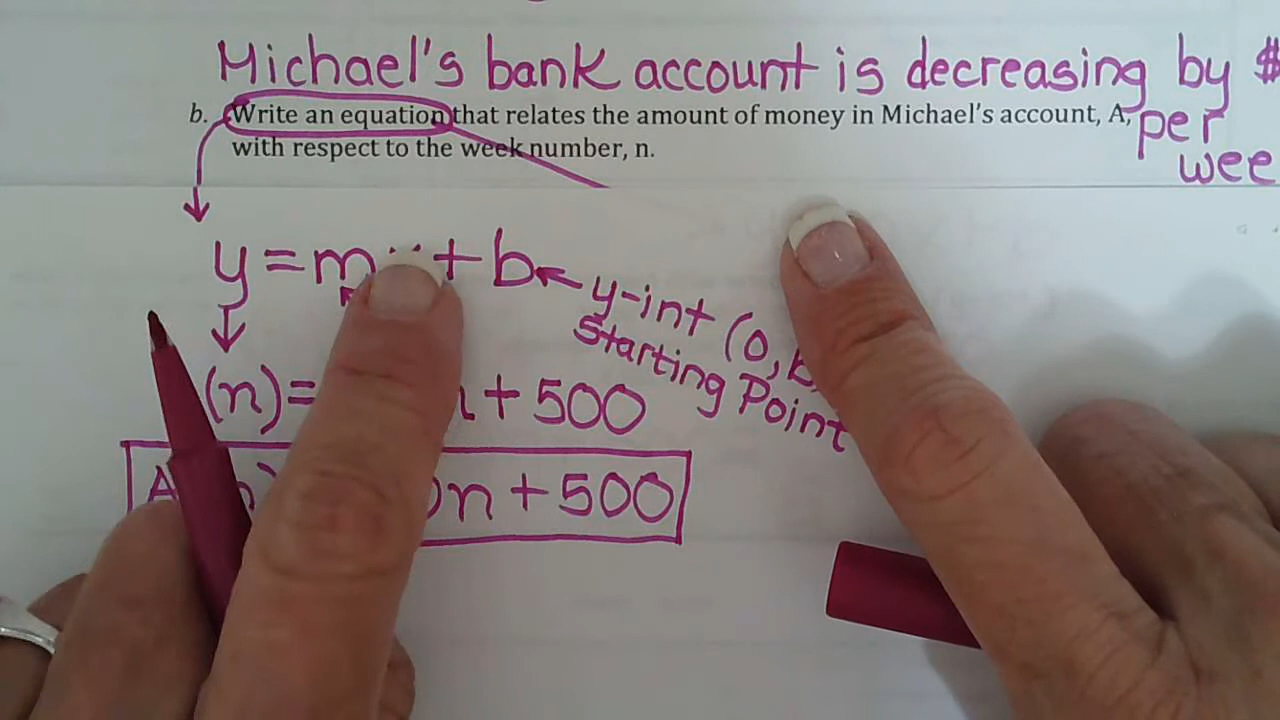 Michael's bank account is decreasing by $
b. Write an equation that relates the amount of money in Michael's account, A,
per
with respect to the week number, n.
wee
y = m + b
y-int (0, b
Starting Point
(n) = n + 500
n + 500